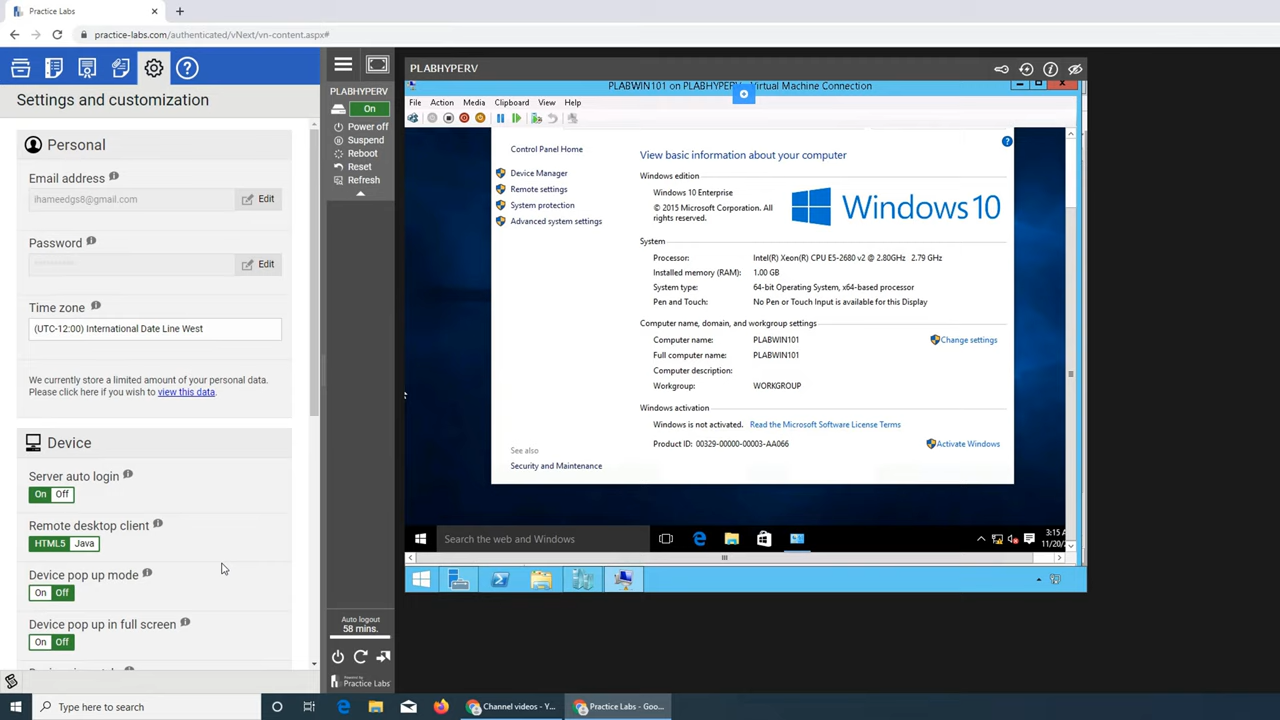 Practice Labs
practice-labs.com/authenticated/vNext/vn-content.aspx#
Settings and customization
Personal
Email address
ihameedgs8@gmail.com
Edit
Password
Edit
Time zone
(UTC-12:00) International Date Line West
We currently store a limited amount of your personal data.
Please click here if you wish to view this data.
Device
Server auto login
On Off
Remote desktop client
HTML5 Java
Device pop up mode
On Off
Device pop up in full screen
On Off
PLABHYPERV
On
Power off
Suspend
Reboot
Reset
Refresh
Auto logout
58 mins.
Powered by
Practice Labs
PLABHYPERV
PLABWIN101 on PLABHYPERV Virtual Machine Connection
File Action Media Clipboard View Help
Control Panel Home
Device Manager
Remote settings
System protection
Advanced system settings
See also
Security and Maintenance
View basic information about your computer
Windows edition
Windows 10 Enterprise
© 2015 Microsoft Corporation. All
rights reserved.
Windows 10
System
Processor: Intel(R) Xeon(R) CPU E5-2680 v2 @ 2.80GHz 2.79 GHz
Installed memory (RAM): 1.00 GB
System type: 64-bit Operating System, x64-based processor
Pen and Touch: No Pen or Touch Input is available for this Display
Computer name, domain, and workgroup settings
Computer name: PLABWIN101
Change settings
Full computer name: PLABWIN101
Computer description:
Workgroup: WORKGROUP
Windows activation
Windows is not activated. Read the Microsoft Software License Terms
Product ID: 00329-00000-00003-AA066
Activate Windows
Search the web and Windows
3:15
11/20/
Type here to search
Channel videos - Y...
Practice Labs - Goo...